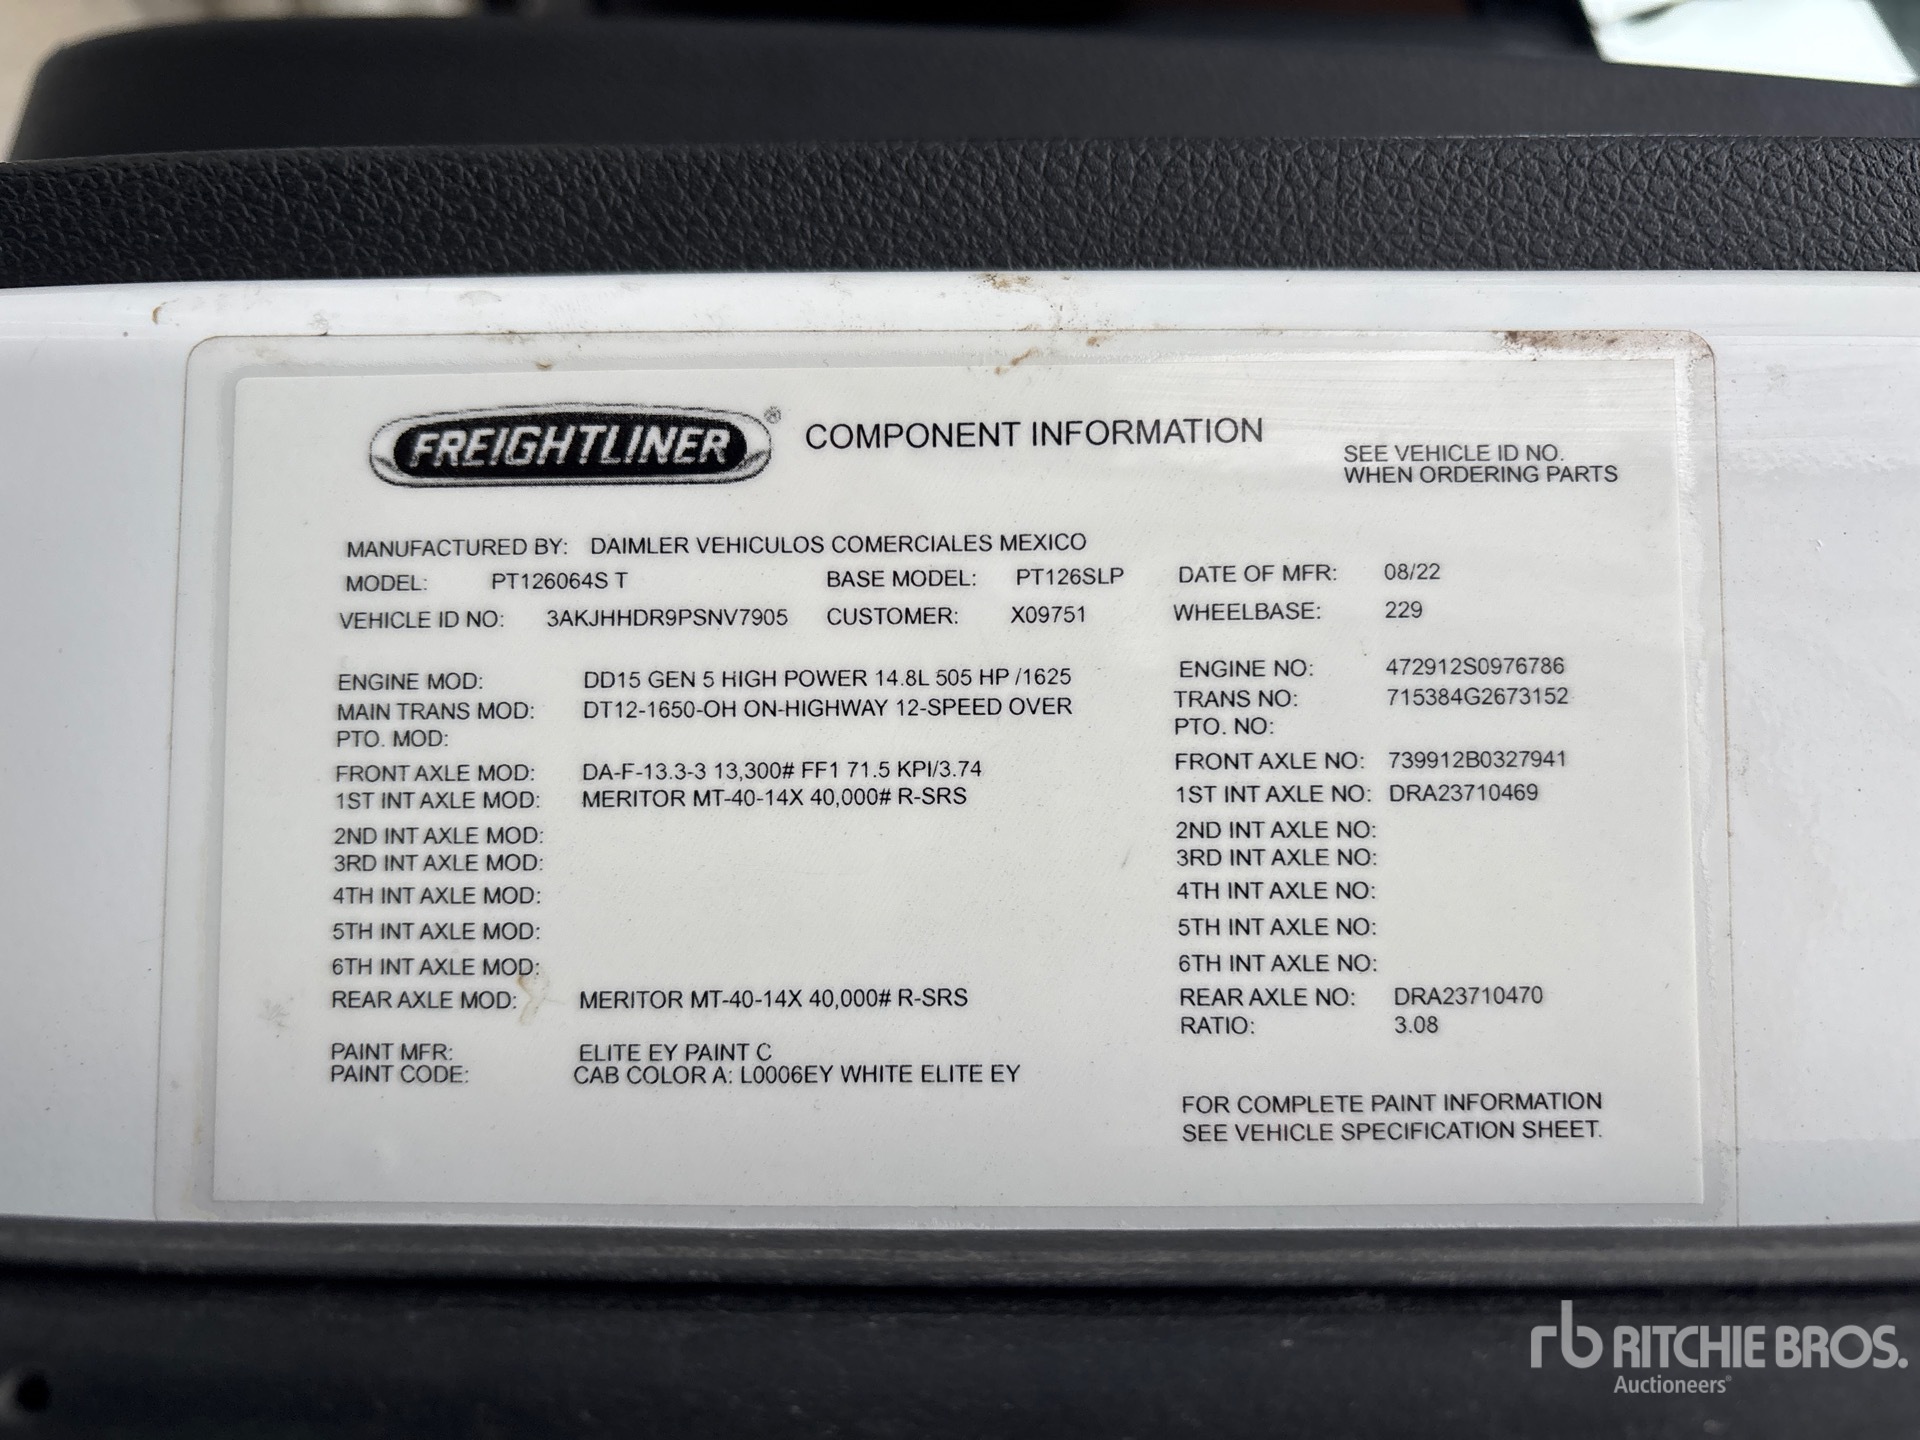 FREIGHTLINER ® COMPONENT INFORMATION
SEE VEHICLE ID NO.
WHEN ORDERING PARTS
MANUFACTURED BY: DAIMLER VEHICULOS COMERCIALES MEXICO
MODEL: PT126064S T BASE MODEL: PT126SLP DATE OF MFR: 08/22
VEHICLE ID NO: 3AKJHHDR9PSNV7905 CUSTOMER: X09751 WHEELBASE: 229
ENGINE MOD: DD15 GEN 5 HIGH POWER 14.8L 505 HP /1625 ENGINE NO: 472912S0976786
MAIN TRANS MOD: DT12-1650-OH ON-HIGHWAY 12-SPEED OVER TRANS NO: 715384G2673152
PTO. MOD: PTO. NO:
FRONT AXLE MOD: DA-F-13.3-3 13,300# FF1 71.5 KPI/3.74 FRONT AXLE NO: 739912B0327941
1ST INT AXLE MOD: MERITOR MT-40-14X 40,000# R-SRS 1ST INT AXLE NO: DRA23710469
2ND INT AXLE MOD: 2ND INT AXLE NO:
3RD INT AXLE MOD: 3RD INT AXLE NO:
4TH INT AXLE MOD: 4TH INT AXLE NO:
5TH INT AXLE MOD: 5TH INT AXLE NO:
6TH INT AXLE MOD: 6TH INT AXLE NO:
REAR AXLE MOD: MERITOR MT-40-14X 40,000# R-SRS REAR AXLE NO: DRA23710470
RATIO: 3.08
PAINT MFR: ELITE EY PAINT C
PAINT CODE: CAB COLOR A: L0006EY WHITE ELITE EY
FOR COMPLETE PAINT INFORMATION
SEE VEHICLE SPECIFICATION SHEET.
rb RITCHIE BROS.
Auctioneers®